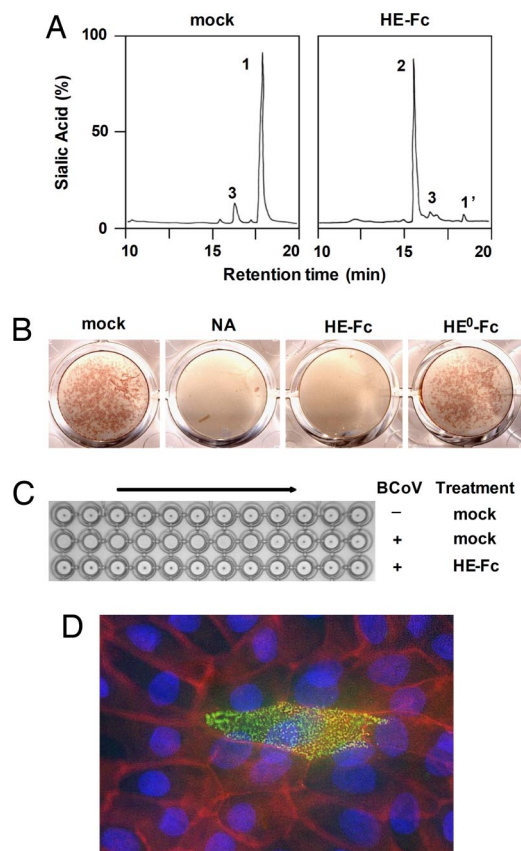 A
mock
HE-Fc
Sialic Acid (%)
100
50
0
1
3
2
3
1'
10
15
20
10
15
20
Retention time (min)
B
mock
NA
HE-Fc
HE⁰-Fc
C
BCoV
Treatment
−
mock
+
mock
+
HE-Fc
D